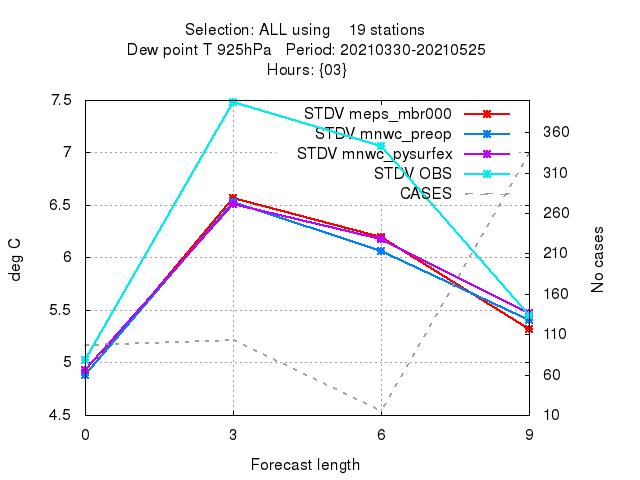 Selection: ALL using 19 stations
Dew point T 925hPa Period: 20210330-20210525
Hours: {03}
STDV meps_mbr000
STDV mnwc_preop
STDV mnwc_pysurfex
STDV OBS
CASES
7.5
7
6.5
6
5.5
5
4.5
deg C
360
310
260
210
160
110
60
10
No cases
0 3 6 9
Forecast length